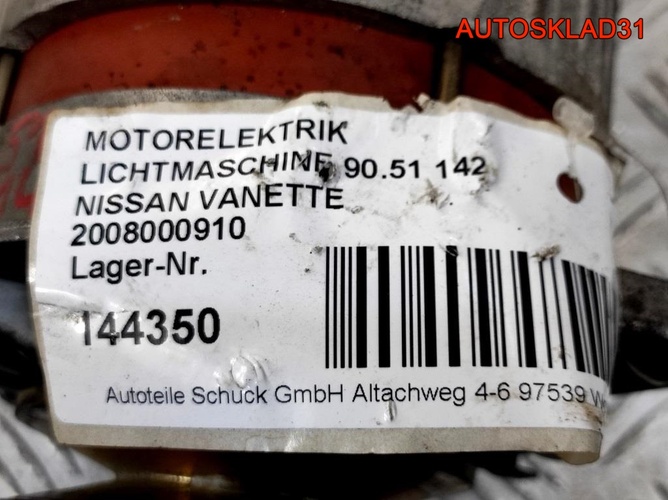 AUTOSKLAD31
MOTORELEKTRIK
LICHTMASCHINE 90.51 142
NISSAN VANETTE
2008000910
Lager-Nr.
144350
Autoteile Schuck GmbH Altachweg 4-6 97539